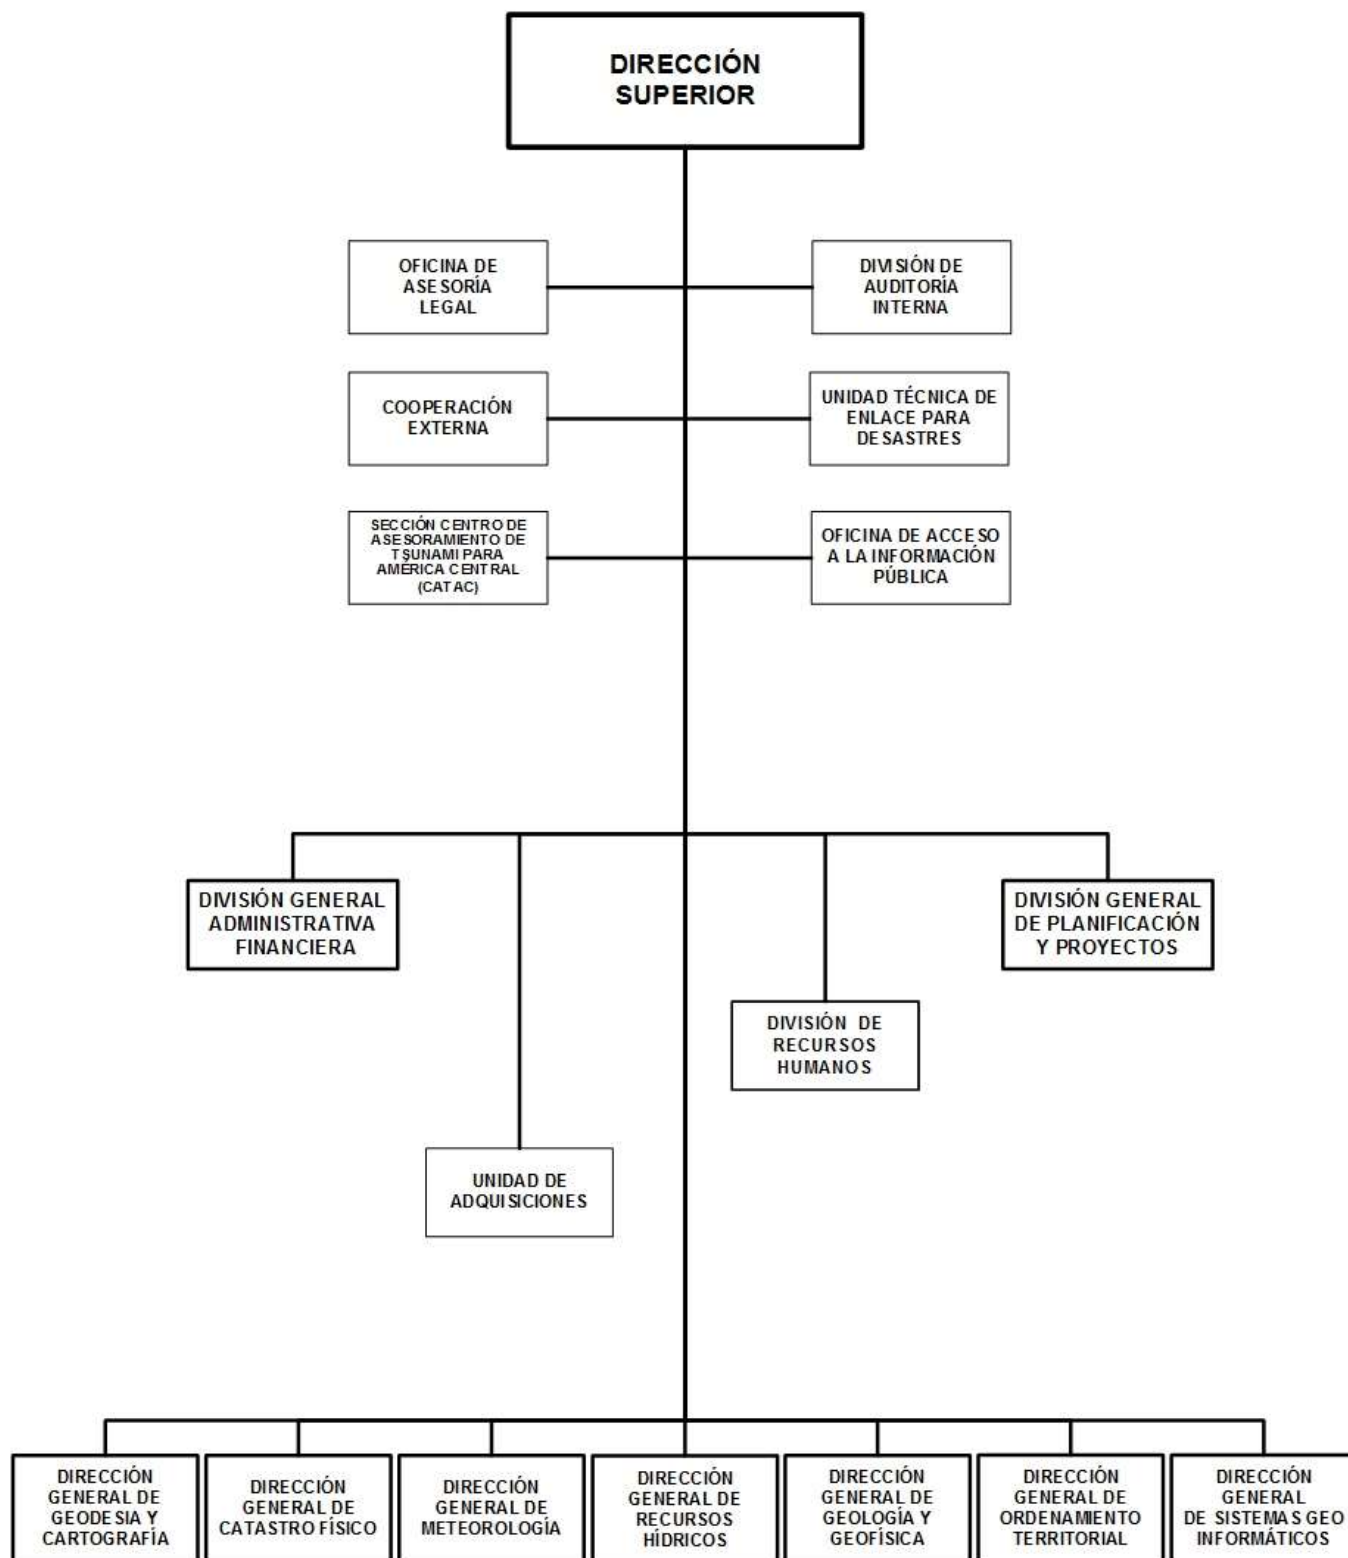 DIRECCIÓN
SUPERIOR
OFICINA DE
ASESORÍA
LEGAL
DIVISIÓN DE
AUDITORÍA
INTERNA
COOPERACIÓN
EXTERNA
UNIDAD TÉCNICA DE
ENLACE PARA
DESASTRES
SECCIÓN CENTRO DE
ASESORAMIENTO DE
TSUNAMI PARA
AMÉRICA CENTRAL
(CATAC)
OFICINA DE ACCESO
A LA INFORMACIÓN
PÚBLICA
DIVISIÓN GENERAL
ADMINISTRATIVA
FINANCIERA
DIVISIÓN GENERAL
DE PLANIFICACIÓN
Y PROYECTOS
DIVISIÓN DE
RECURSOS
HUMANOS
UNIDAD DE
ADQUISICIONES
DIRECCIÓN
GENERAL DE
GEODESIA Y
CARTOGRAFÍA
DIRECCIÓN
GENERAL DE
CATASTRO FÍSICO
DIRECCIÓN
GENERAL DE
METEOROLOGÍA
DIRECCIÓN
GENERAL DE
RECURSOS
HÍDRICOS
DIRECCIÓN
GENERAL DE
GEOLOGÍA Y
GEOFÍSICA
DIRECCIÓN
GENERAL DE
ORDENAMIENTO
TERRITORIAL
DIRECCIÓN
GENERAL
DE SISTEMAS GEO
INFORMÁTICOS